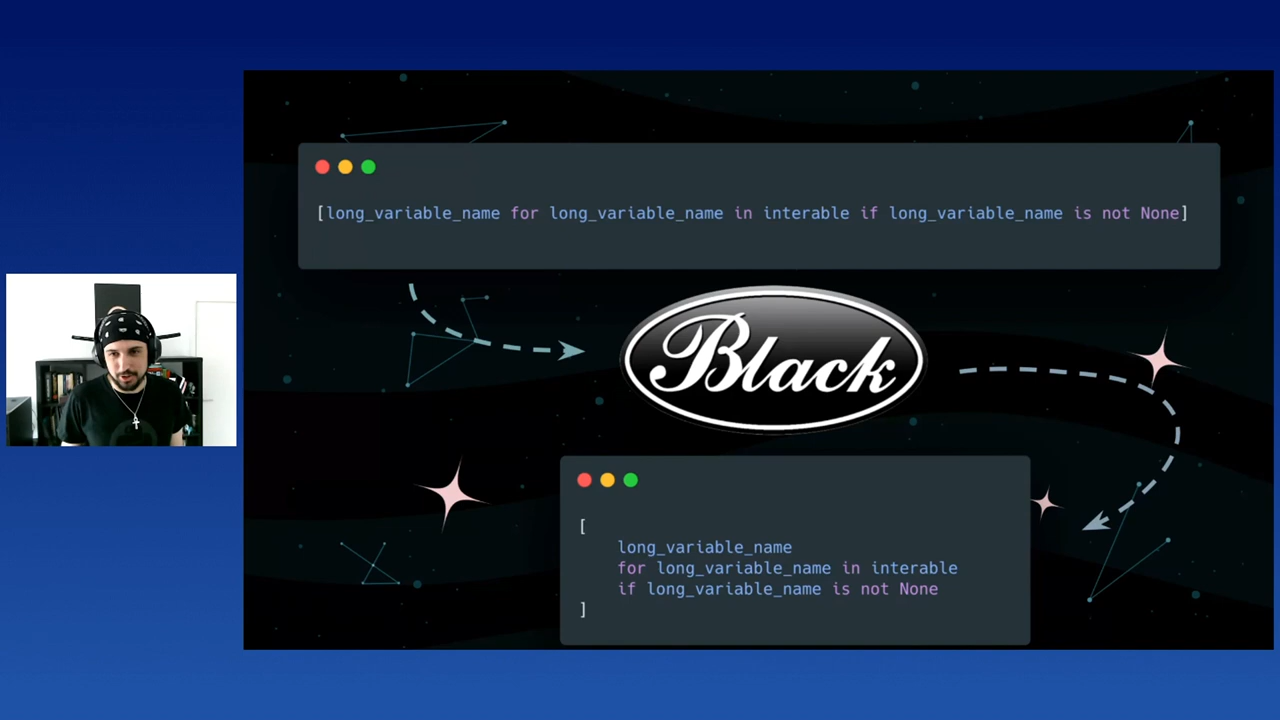 [long_variable_name for long_variable_name in interable if long_variable_name is not None]
Black
[
    long_variable_name
    for long_variable_name in interable
    if long_variable_name is not None
]